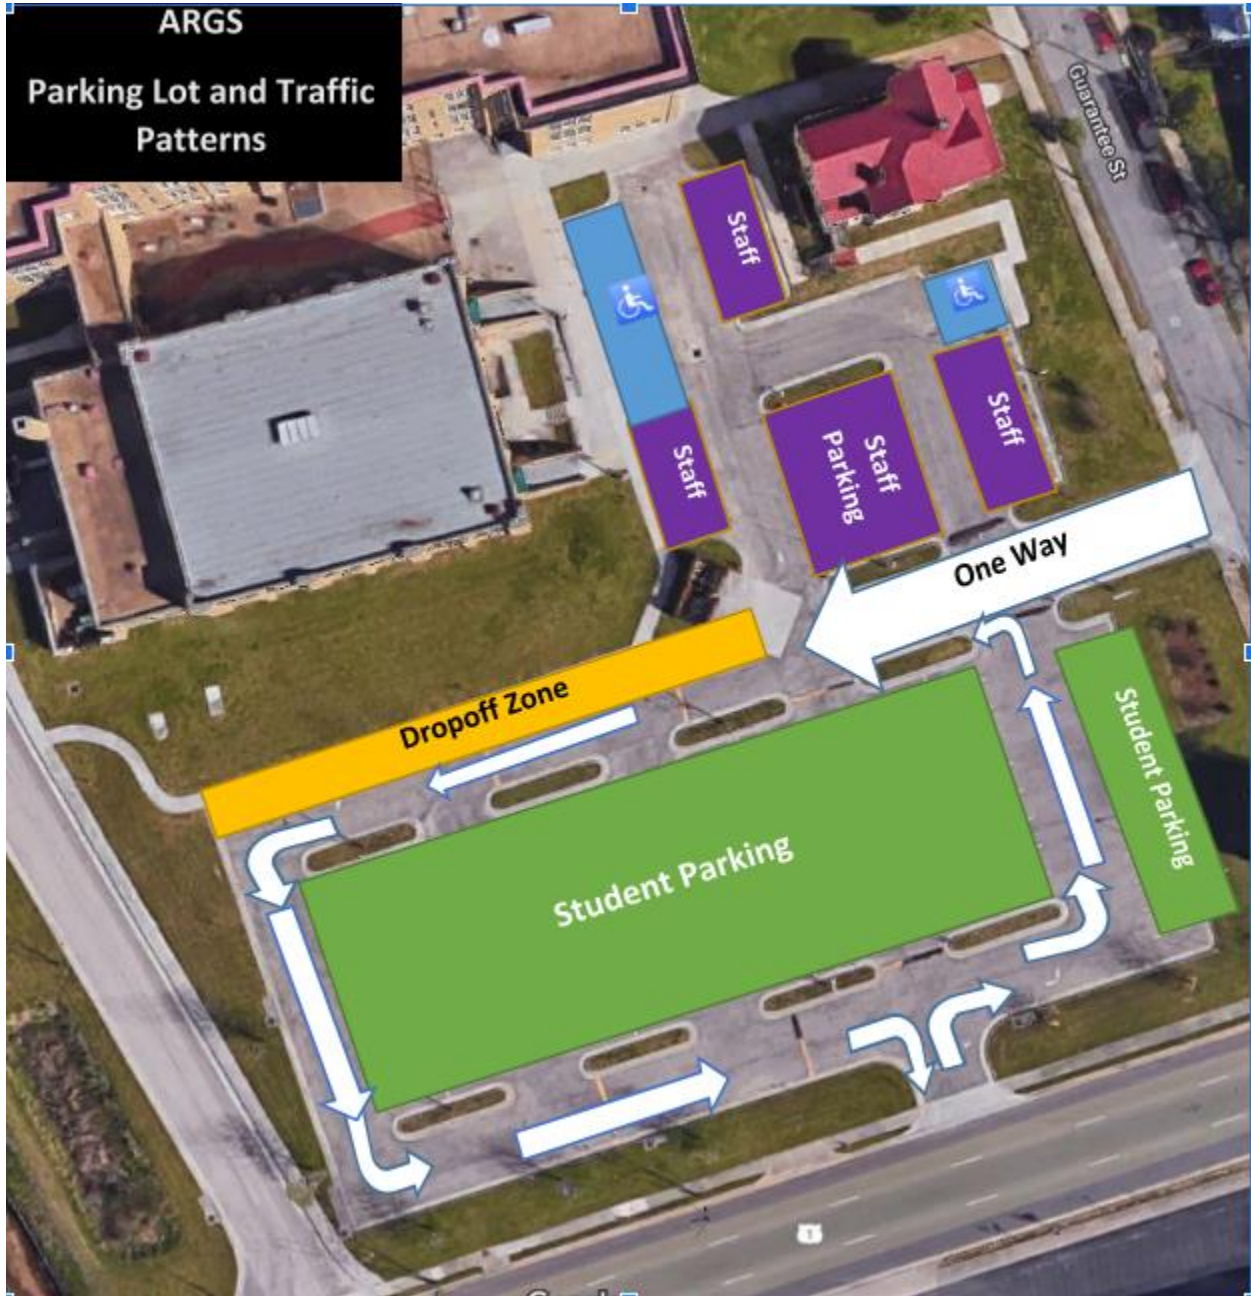 ARGS
Parking Lot and Traffic
Patterns
Guarantee St
Staff
Staff
Staff
Staff
Parking
One Way
Dropoff Zone
Student Parking
Student Parking
1